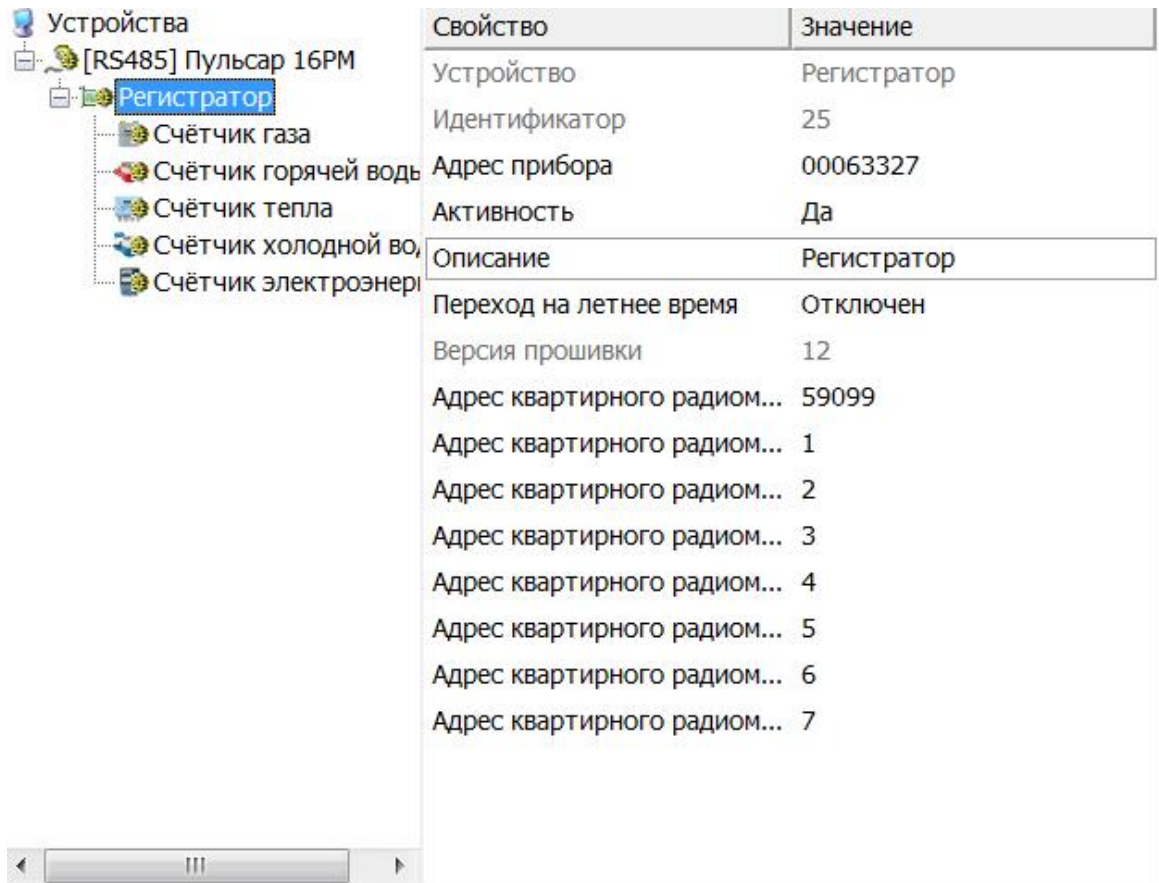 Устройства
[RS485] Пульсар 16РМ
Регистратор
Счётчик газа
Счётчик горячей воды
Счётчик тепла
Счётчик холодной во
Счётчик электроэнер
Свойство Значение
Устройство Регистратор
Идентификатор 25
Адрес прибора 00063327
Активность Да
Описание Регистратор
Переход на летнее время Отключен
Версия прошивки 12
Адрес квартирного радиом... 59099
Адрес квартирного радиом... 1
Адрес квартирного радиом... 2
Адрес квартирного радиом... 3
Адрес квартирного радиом... 4
Адрес квартирного радиом... 5
Адрес квартирного радиом... 6
Адрес квартирного радиом... 7